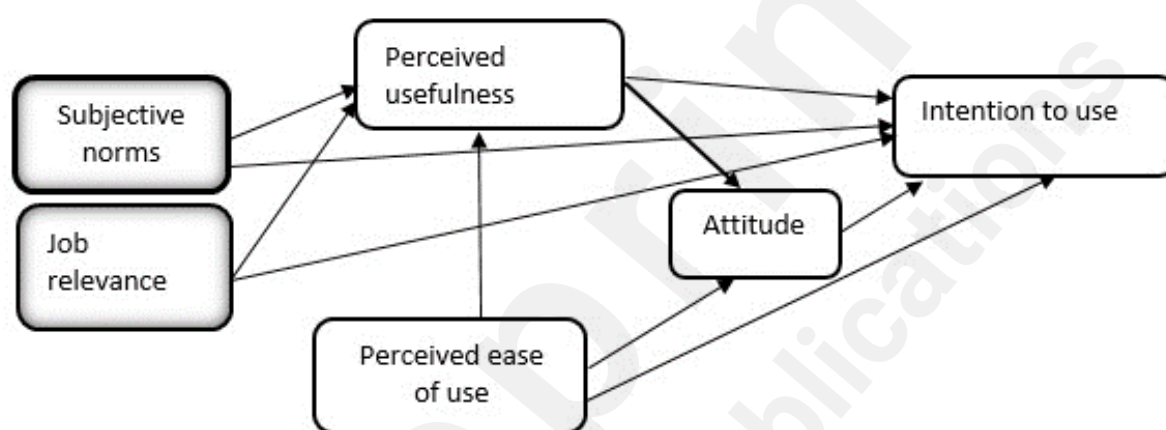 Perceived
usefulness
Subjective
norms
Intention to use
Job
relevance
Attitude
Perceived ease
of use